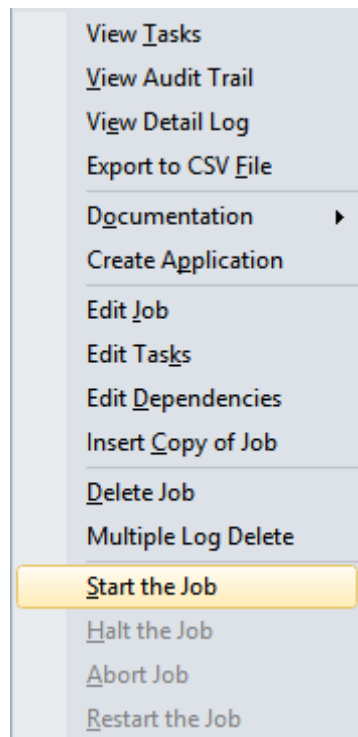 View Tasks
View Audit Trail
View Detail Log
Export to CSV File
Documentation
Create Application
Edit Job
Edit Tasks
Edit Dependencies
Insert Copy of Job
Delete Job
Multiple Log Delete
Start the Job
Halt the Job
Abort Job
Restart the Job